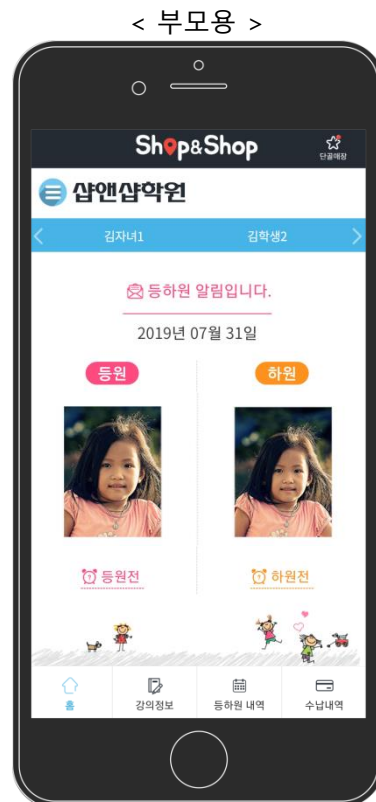 < 부모용 >
Shop&Shop
단골매장
샵앤샵학원
김자녀1 김학생2
등하원 알림입니다.
2019년 07월 31일
등원 하원
등원전 하원전
홈 강의정보 등하원 내역 수납내역